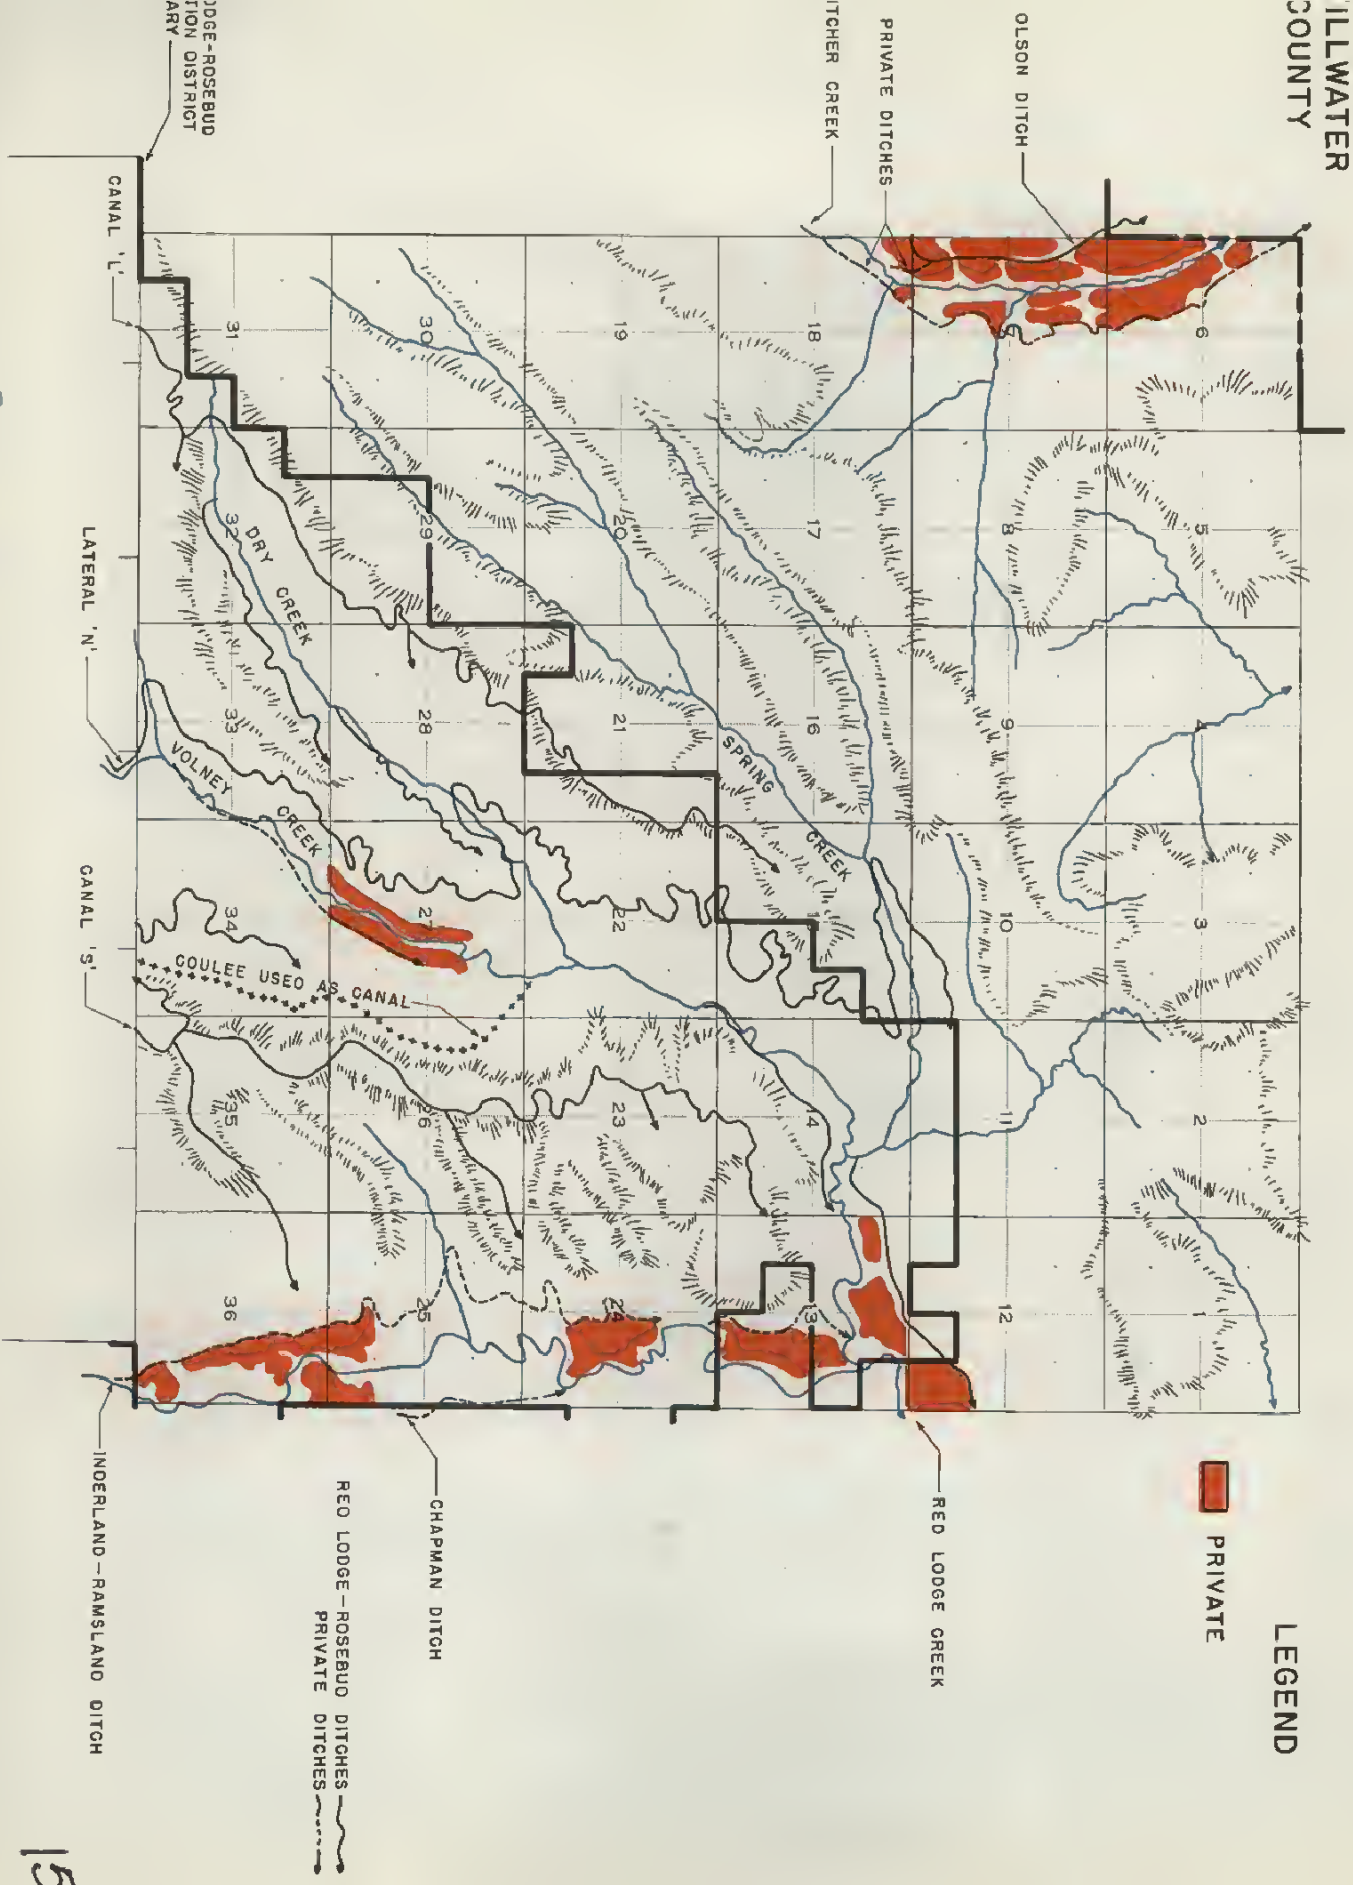 ILLWATER
COUNTY
OLSON DITCH
PRIVATE DITCHES
ITCHER CREEK
ODGE-ROSEBUD
TION DISTRICT
ARY
CANAL 'L'
LATERAL 'N'
CANAL 'S'
6
5
4
3
2
1
7
8
9
10
11
12
18
17
16
14
13
19
20
21
22
23
24
30
29
28
27
26
25
31
32
33
34
35
36
DRY CREEK
SPRING CREEK
VOLNEY CREEK
COULEE USED AS CANAL
LEGEND
PRIVATE
RED LODGE CREEK
CHAPMAN DITCH
RED LODGE-ROSEBUD DITCHES
PRIVATE DITCHES
INDERLAND-RAMSLAND DITCH
15